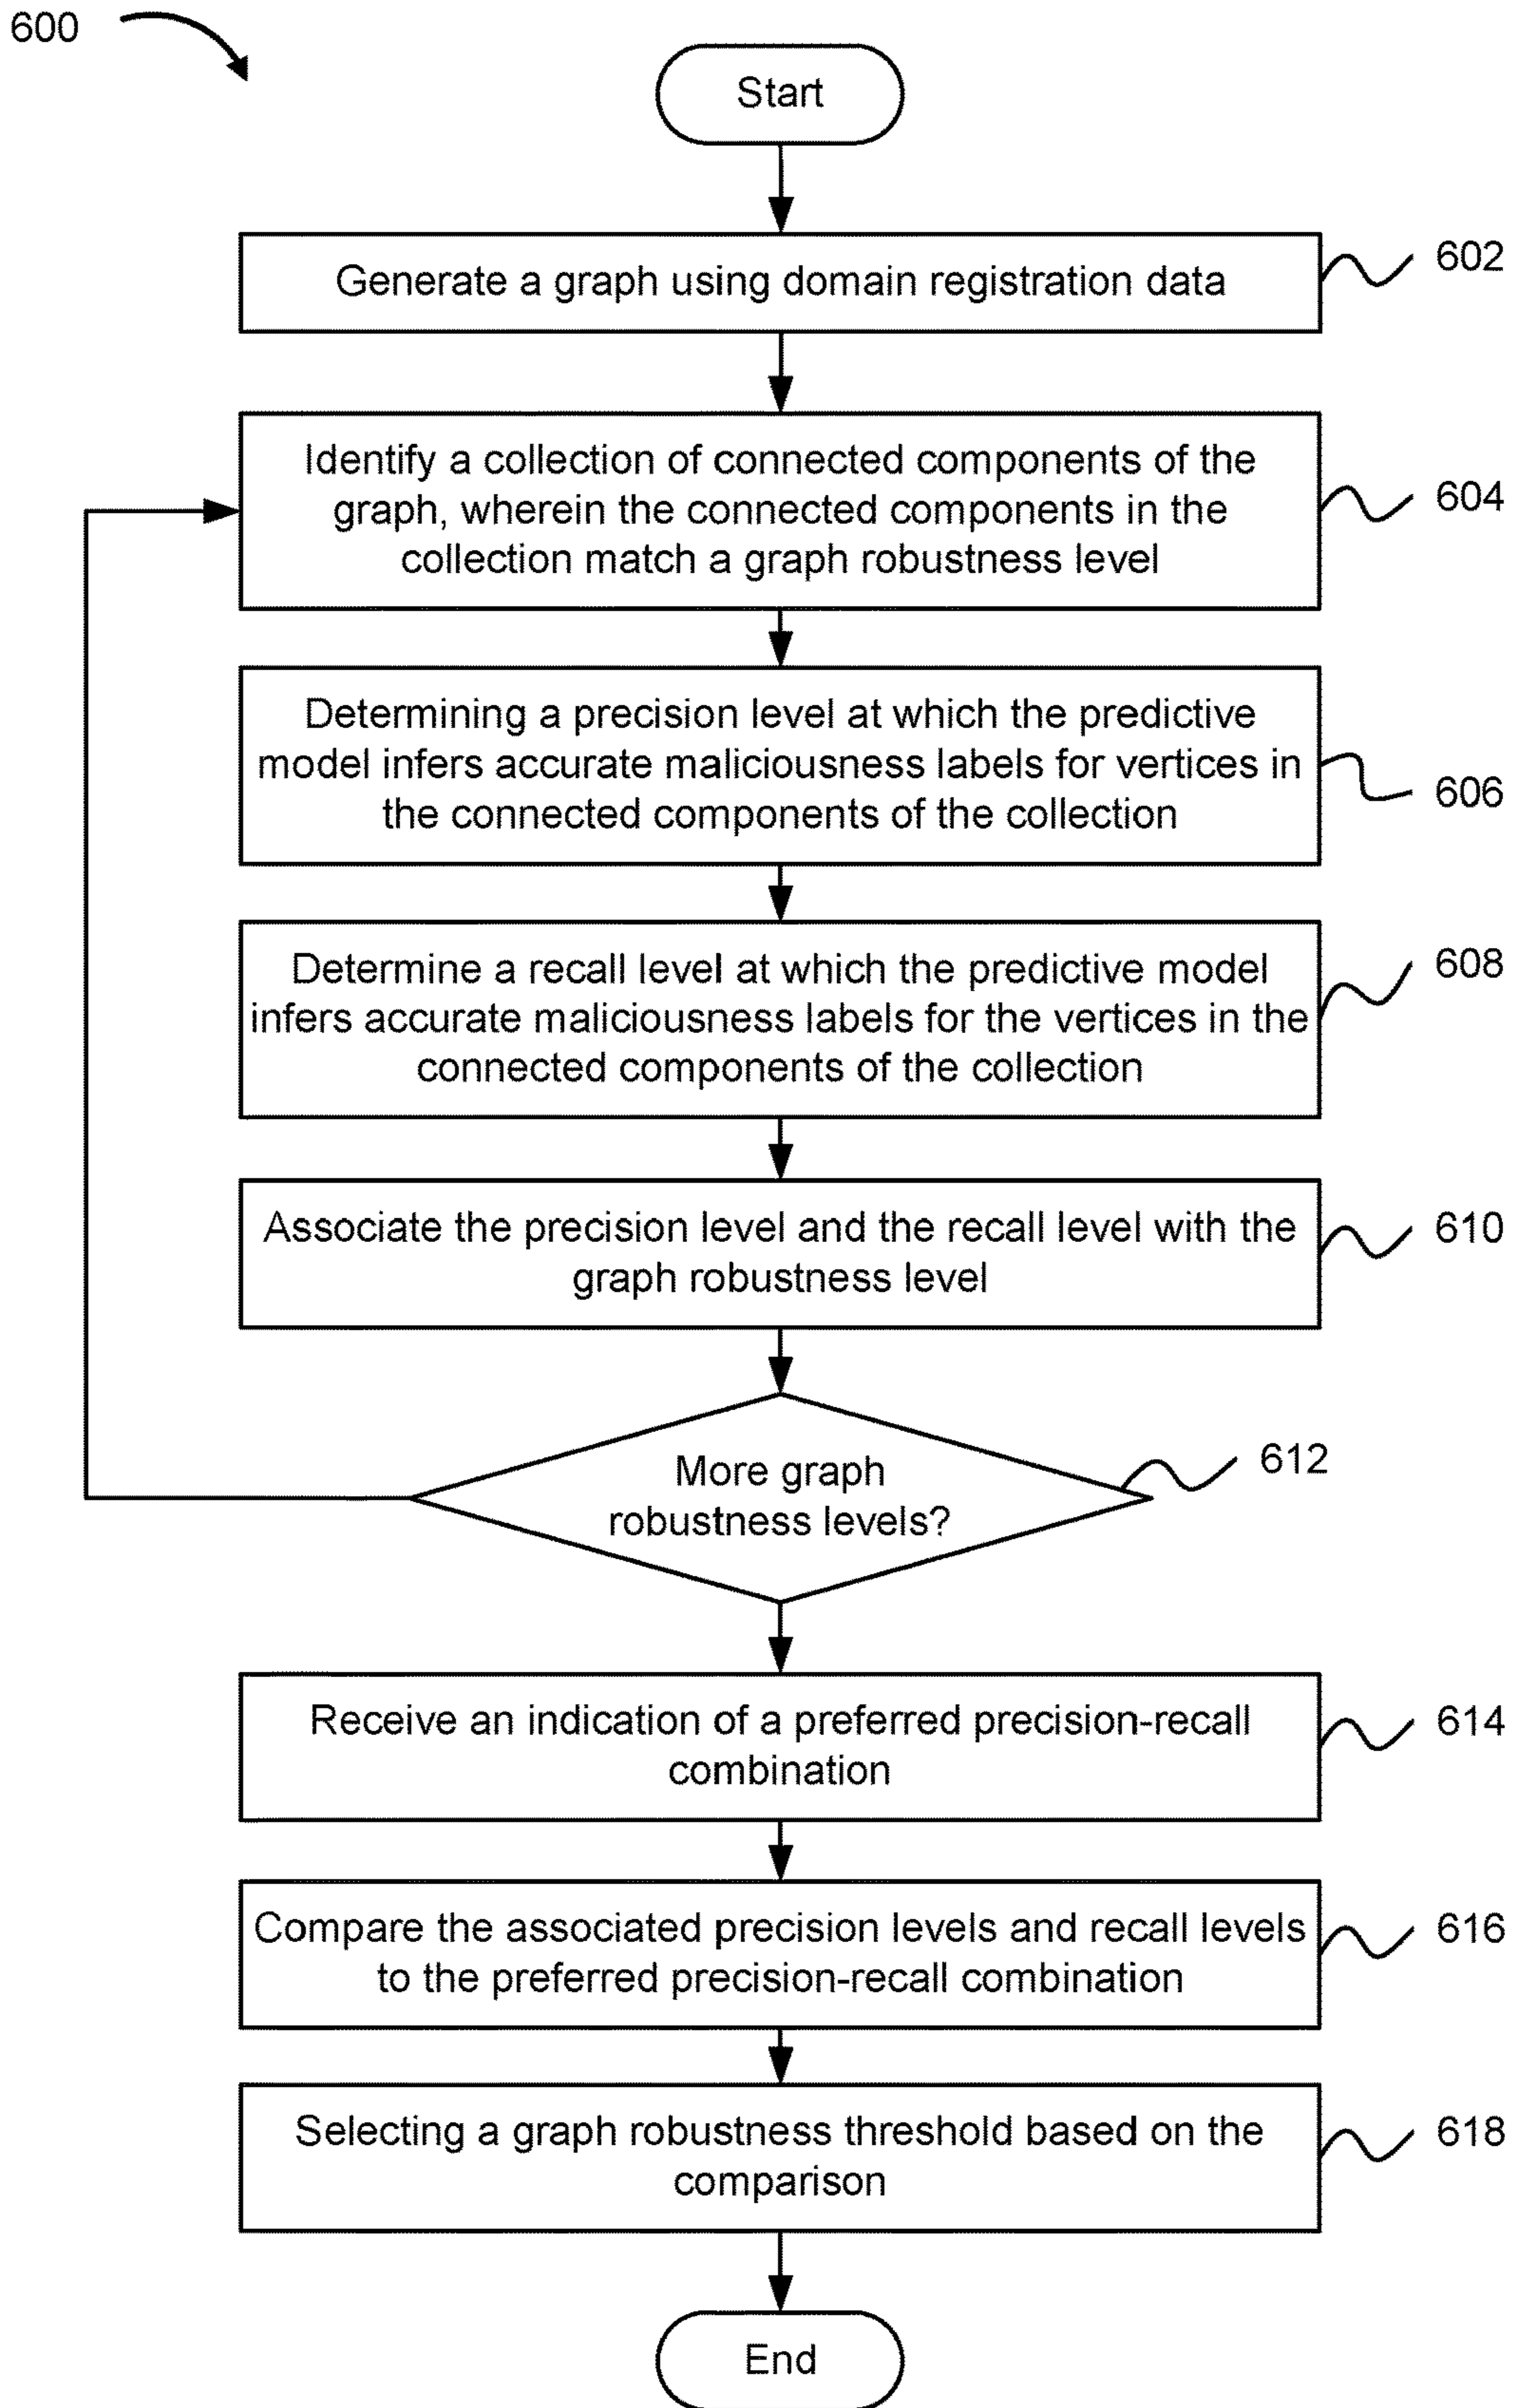 600
Start
Generate a graph using domain registration data
602
Identify a collection of connected components of the
graph, wherein the connected components in the
collection match a graph robustness level
604
Determining a precision level at which the predictive
model infers accurate maliciousness labels for vertices in
the connected components of the collection
606
Determine a recall level at which the predictive model
infers accurate maliciousness labels for the vertices in the
connected components of the collection
608
Associate the precision level and the recall level with the
graph robustness level
610
More graph
robustness levels?
612
Receive an indication of a preferred precision-recall
combination
614
Compare the associated precision levels and recall levels
to the preferred precision-recall combination
616
Selecting a graph robustness threshold based on the
comparison
618
End